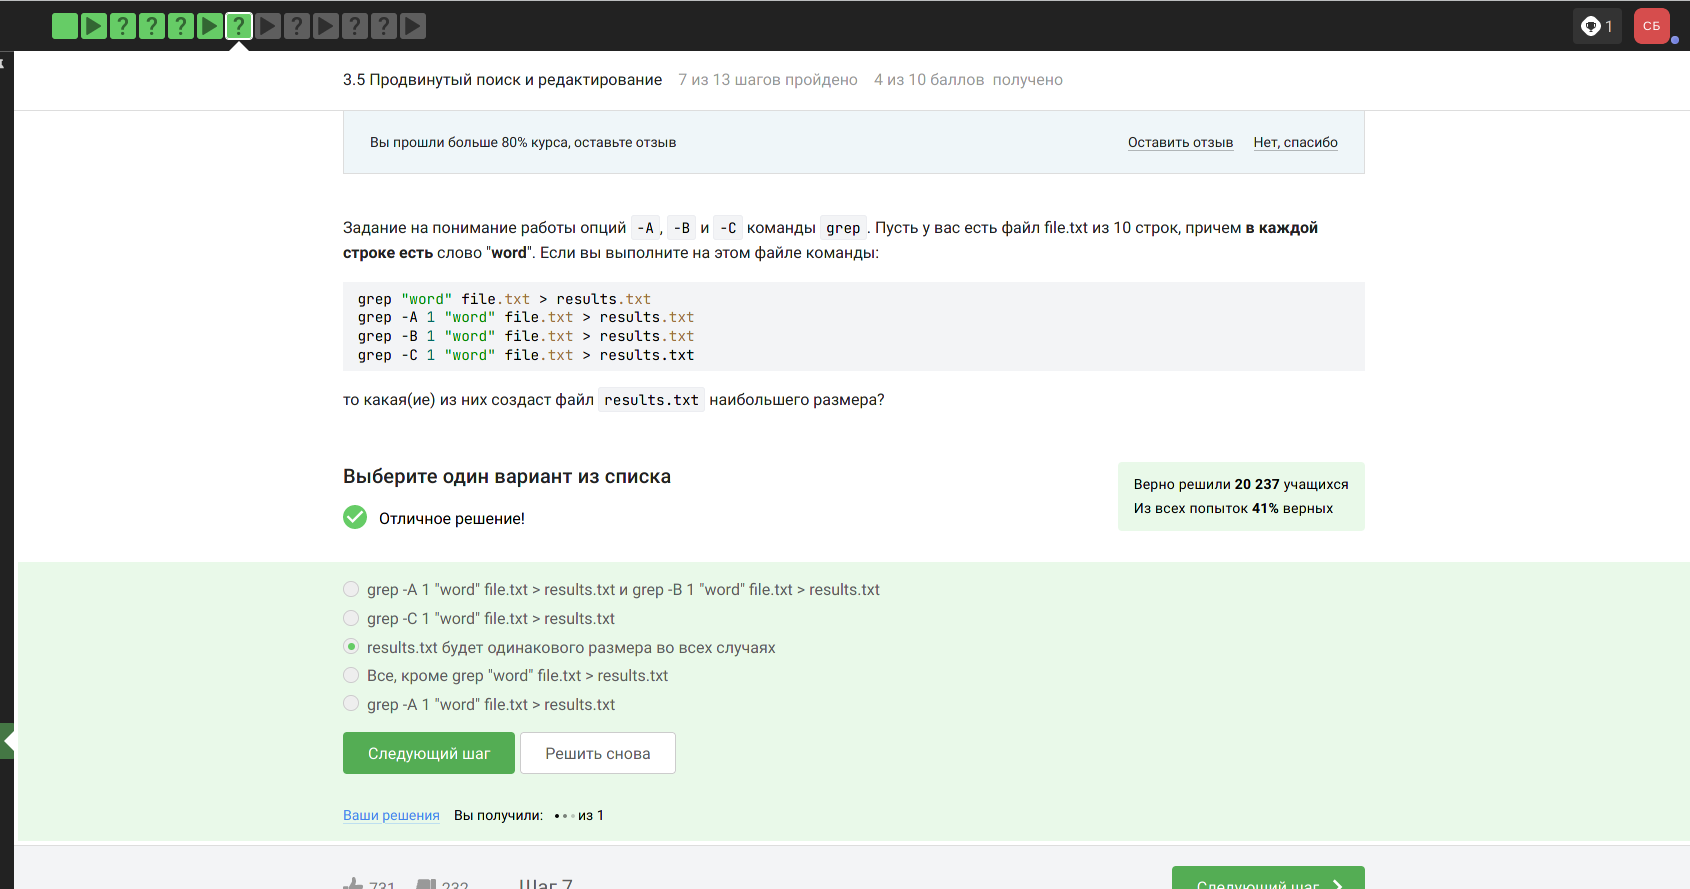 ? ? ? ? ? ? ?
1
СБ
3.5 Продвинутый поиск и редактирование 7 из 13 шагов пройдено 4 из 10 баллов получено
Вы прошли больше 80% курса, оставьте отзыв Оставить отзыв Нет, спасибо
Задание на понимание работы опций -A, -B и -C команды grep. Пусть у вас есть файл file.txt из 10 строк, причем в каждой
строке есть слово "word". Если вы выполните на этом файле команды:
grep "word" file.txt > results.txt
grep -A 1 "word" file.txt > results.txt
grep -B 1 "word" file.txt > results.txt
grep -C 1 "word" file.txt > results.txt
то какая(ие) из них создаст файл results.txt наибольшего размера?
Выберите один вариант из списка
Отличное решение!
Верно решили 20 237 учащихся
Из всех попыток 41% верных
grep -A 1 "word" file.txt > results.txt и grep -B 1 "word" file.txt > results.txt
grep -C 1 "word" file.txt > results.txt
results.txt будет одинакового размера во всех случаях
Все, кроме grep "word" file.txt > results.txt
grep -A 1 "word" file.txt > results.txt
Следующий шаг Решить снова
Ваши решения Вы получили: из 1
731 232 Шаг 7 Следующий шаг